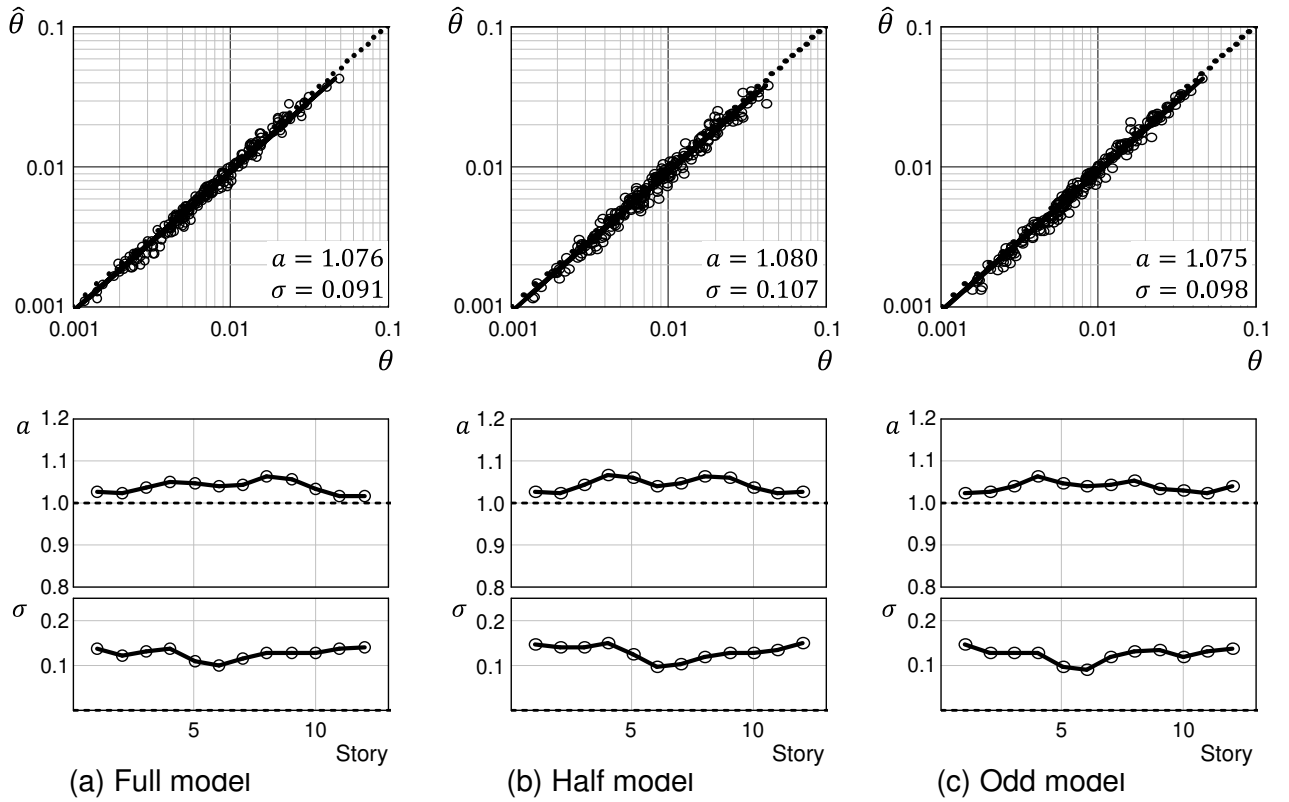 θ̂
0.1
0.01
0.001
a = 1.076
σ = 0.091
0.001
0.01
0.1
θ
θ̂
0.1
0.01
0.001
a = 1.080
σ = 0.107
0.001
0.01
0.1
θ
θ̂
0.1
0.01
0.001
a = 1.075
σ = 0.098
0.001
0.01
0.1
θ
a
1.2
1.1
1.0
0.9
0.8
σ
0.2
0.1
5
10
Story
(a) Full model
a
1.2
1.1
1.0
0.9
0.8
σ
0.2
0.1
5
10
Story
(b) Half model
a
1.2
1.1
1.0
0.9
0.8
σ
0.2
0.1
5
10
Story
(c) Odd model